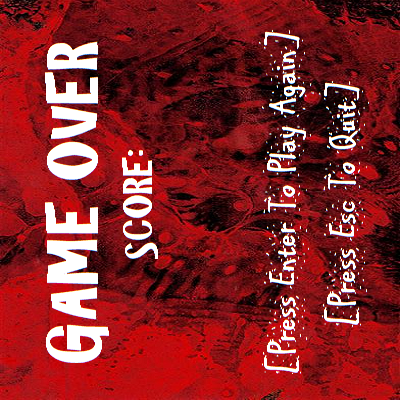 GAME OVER
SCORE:
[Press Enter To Play Again]
[Press Esc To Quit]